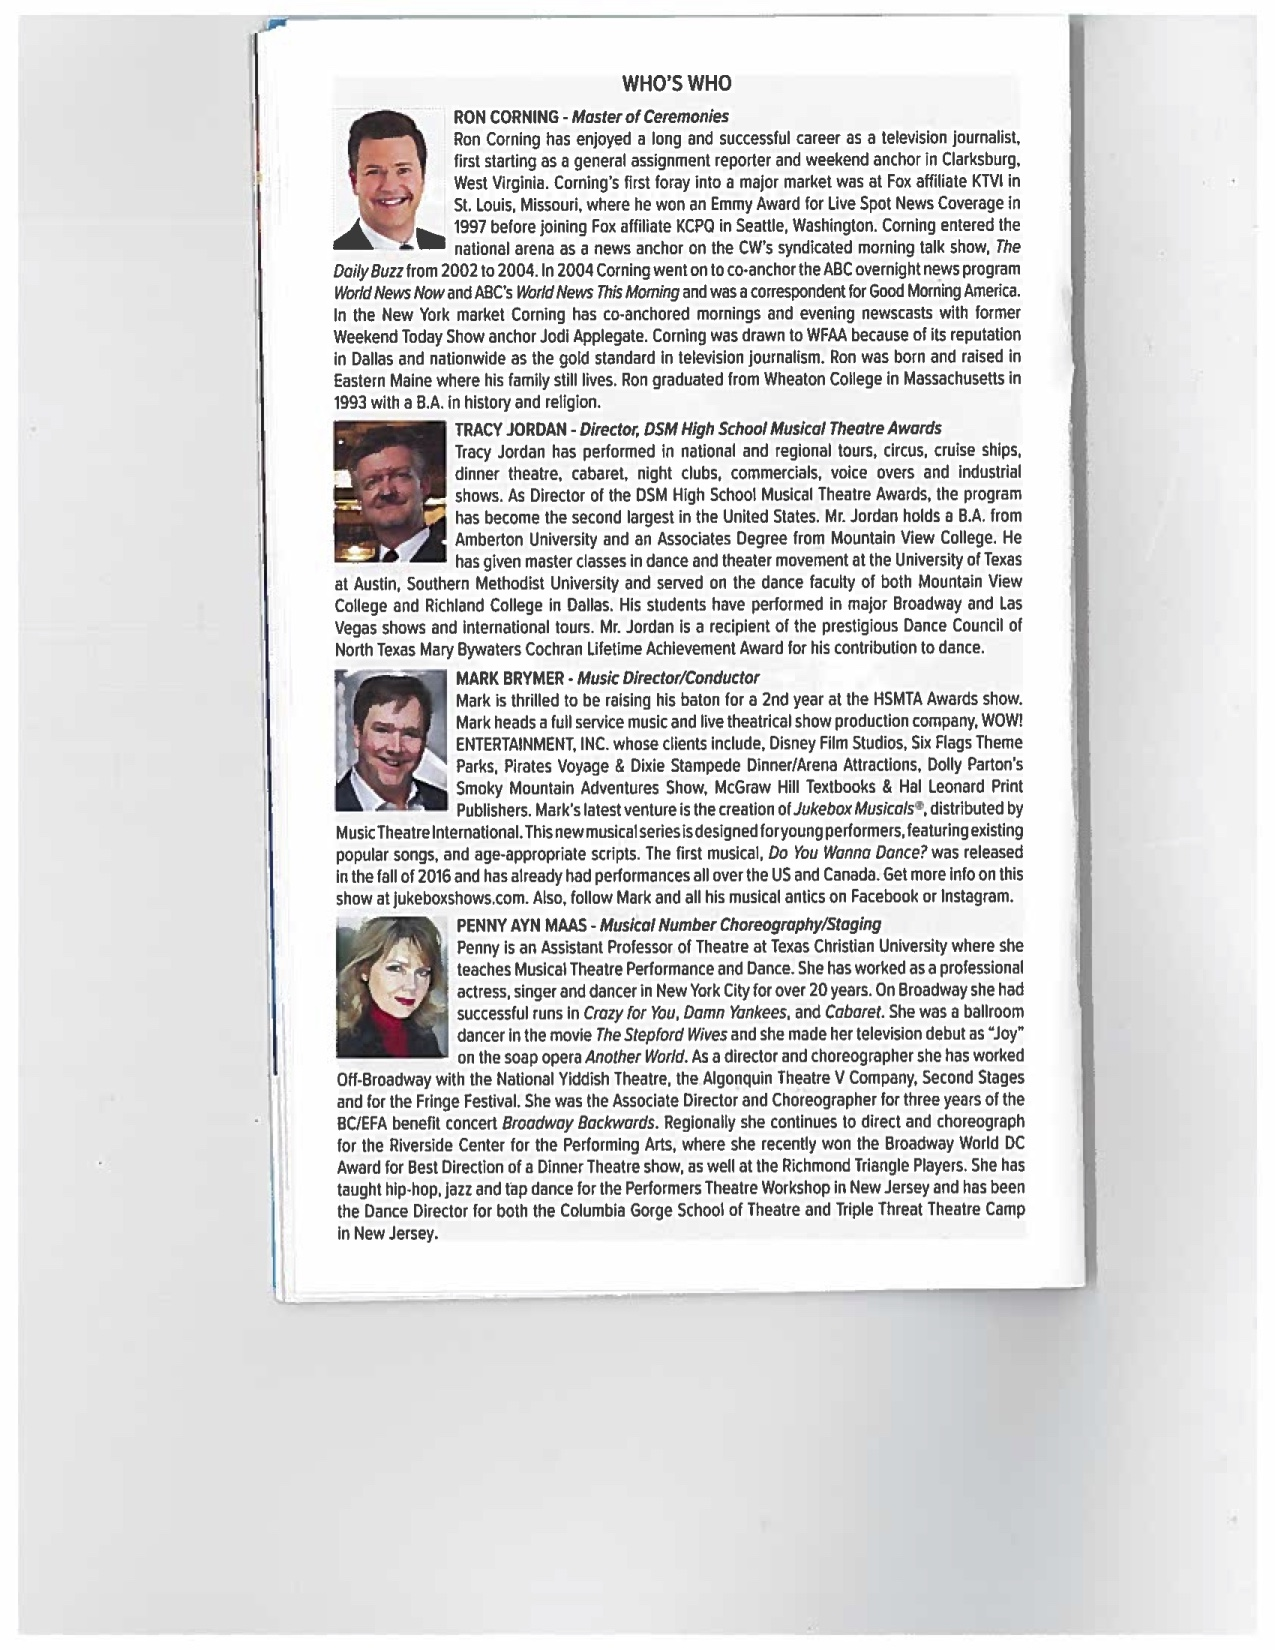 WHO'S WHO
RON CORNING - Master of Ceremonies
Ron Corning has enjoyed a long and successful career as a television journalist,
first starting as a general assignment reporter and weekend anchor in Clarksburg,
West Virginia. Corning's first foray into a major market was at Fox affiliate KTVI in
St. Louis, Missouri, where he won an Emmy Award for Live Spot News Coverage in
1997 before joining Fox affiliate KCPQ in Seattle, Washington. Corning entered the
national arena as a news anchor on the CW's syndicated morning talk show, The
Daily Buzz from 2002 to 2004. In 2004 Corning went on to co-anchor the ABC overnight news program
World News Now and ABC's World News This Morning and was a correspondent for Good Morning America.
In the New York market Corning has co-anchored mornings and evening newscasts with former
Weekend Today Show anchor Jodi Applegate. Corning was drawn to WFAA because of its reputation
in Dallas and nationwide as the gold standard in television journalism. Ron was born and raised in
Eastern Maine where his family still lives. Ron graduated from Wheaton College in Massachusetts in
1993 with a B.A. in history and religion.
TRACY JORDAN - Director, DSM High School Musical Theatre Awards
Tracy Jordan has performed in national and regional tours, circus, cruise ships,
dinner theatre, cabaret, night clubs, commercials, voice overs and industrial
shows. As Director of the DSM High School Musical Theatre Awards, the program
has become the second largest in the United States. Mr. Jordan holds a B.A. from
Amberton University and an Associates Degree from Mountain View College. He
has given master classes in dance and theater movement at the University of Texas
at Austin, Southern Methodist University and served on the dance faculty of both Mountain View
College and Richland College in Dallas. His students have performed in major Broadway and Las
Vegas shows and international tours. Mr. Jordan is a recipient of the prestigious Dance Council of
North Texas Mary Bywaters Cochran Lifetime Achievement Award for his contribution to dance.
MARK BRYMER - Music Director/Conductor
Mark is thrilled to be raising his baton for a 2nd year at the HSMTA Awards show.
Mark heads a full service music and live theatrical show production company, WOW!
ENTERTAINMENT, INC. whose clients include, Disney Film Studios, Six Flags Theme
Parks, Pirates Voyage & Dixie Stampede Dinner/Arena Attractions, Dolly Parton's
Smoky Mountain Adventures Show, McGraw Hill Textbooks & Hal Leonard Print
Publishers. Mark's latest venture is the creation of Jukebox Musicals®, distributed by
Music Theatre International. This new musical series is designed for young performers, featuring existing
popular songs, and age-appropriate scripts. The first musical, Do You Wanna Dance? was released
in the fall of 2016 and has already had performances all over the US and Canada. Get more info on this
show at jukeboxshows.com. Also, follow Mark and all his musical antics on Facebook or Instagram.
PENNY AYN MAAS - Musical Number Choreography/Staging
Penny is an Assistant Professor of Theatre at Texas Christian University where she
teaches Musical Theatre Performance and Dance. She has worked as a professional
actress, singer and dancer in New York City for over 20 years. On Broadway she had
successful runs in Crazy for You, Damn Yankees, and Cabaret. She was a ballroom
dancer in the movie The Stepford Wives and she made her television debut as "Joy"
on the soap opera Another World. As a director and choreographer she has worked
Off-Broadway with the National Yiddish Theatre, the Algonquin Theatre V Company, Second Stages
and for the Fringe Festival. She was the Associate Director and Choreographer for three years of the
BC/EFA benefit concert Broadway Backwards. Regionally she continues to direct and choreograph
for the Riverside Center for the Performing Arts, where she recently won the Broadway World DC
Award for Best Direction of a Dinner Theatre show, as well at the Richmond Triangle Players. She has
taught hip-hop, jazz and tap dance for the Performers Theatre Workshop in New Jersey and has been
the Dance Director for both the Columbia Gorge School of Theatre and Triple Threat Theatre Camp
in New Jersey.